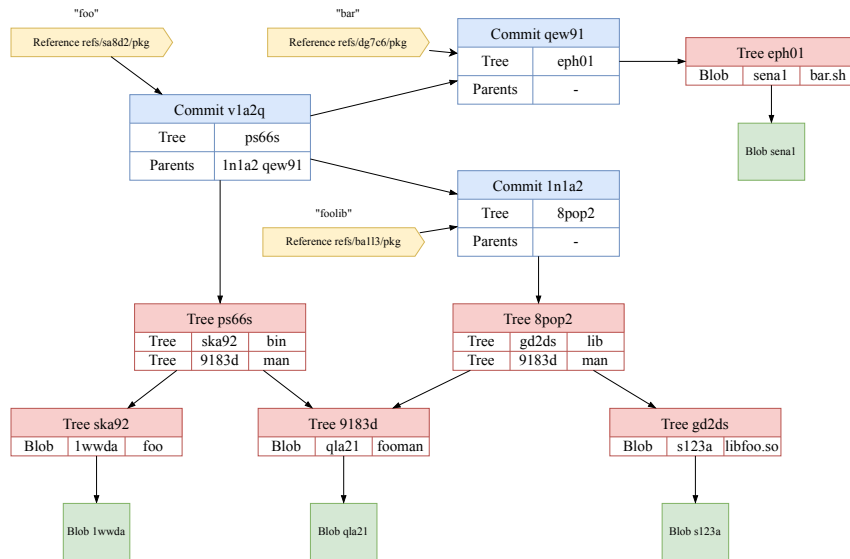 "foo"
Reference refs/sa8d2/pkg
"bar"
Reference refs/dg7c6/pkg
Commit qew91
Tree eph01
Parents -
Tree eph01
Blob sena1 bar.sh
Blob sena1
Commit v1a2q
Tree ps66s
Parents 1n1a2 qew91
"foolib"
Reference refs/ba1l3/pkg
Commit 1n1a2
Tree 8pop2
Parents -
Tree ps66s
Tree ska92 bin
Tree 9183d man
Tree 8pop2
Tree gd2ds lib
Tree 9183d man
Tree ska92
Blob 1wwda foo
Tree 9183d
Blob qla21 fooman
Tree gd2ds
Blob s123a libfoo.so
Blob 1wwda
Blob qla21
Blob s123a